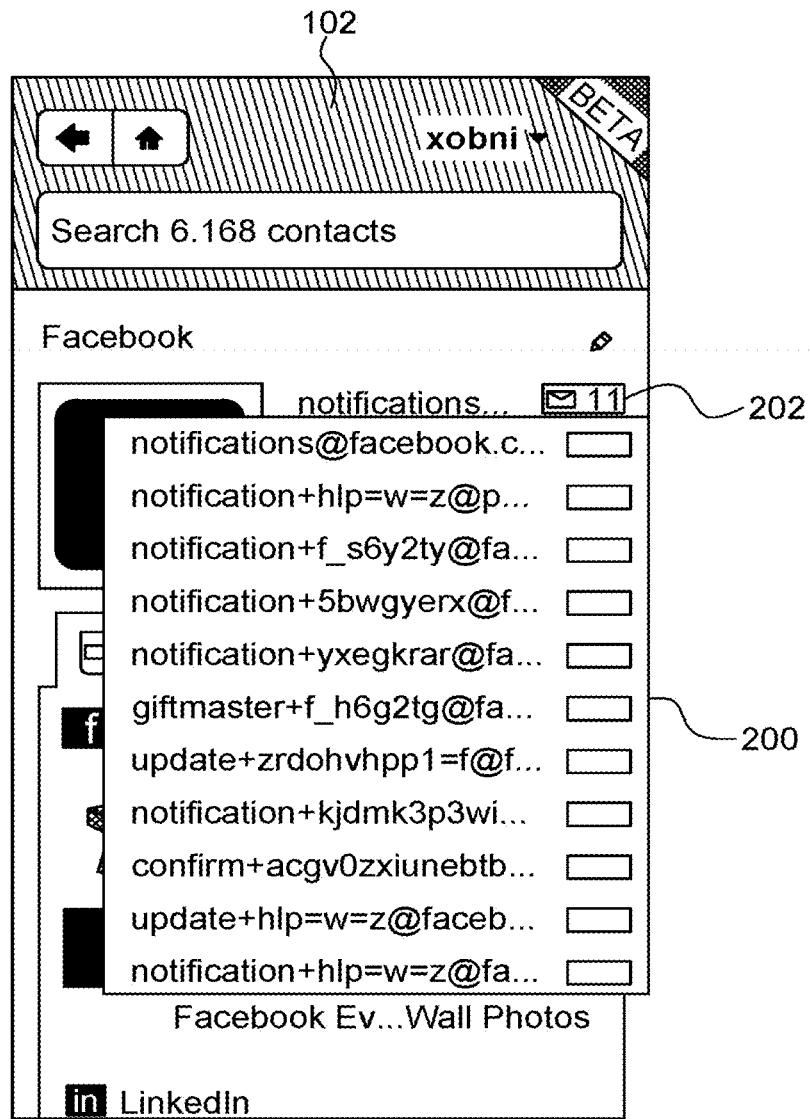 102
BETA
xobni
Search 6.168 contacts
Facebook
notifications... 11
202
notifications@facebook.c...
notification+hlp=w=z@p...
notification+f_s6y2ty@fa...
notification+5bwgyerx@f...
notification+yxegkrar@fa...
giftmaster+f_h6g2tg@fa...
200
update+zrdohvhpp1=f@f...
notification+kjdmk3p3wi...
confirm+acgv0zxiunebtb...
update+hlp=w=z@faceb...
notification+hlp=w=z@fa...
Facebook Ev...Wall Photos
in LinkedIn